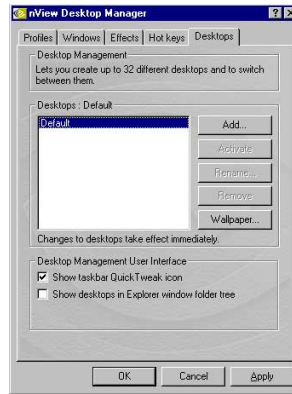 nView Desktop Manager
Profiles Windows Effects Hot keys Desktops
Desktop Management
Lets you create up to 32 different desktops and to switch
between them.
Desktops : Default
Default
Add...
Activate
Rename...
Remove
Wallpaper...
Changes to desktops take effect immediately.
Desktop Management User Interface
Show taskbar QuickTweak icon
Show desktops in Explorer window folder tree
OK Cancel Apply